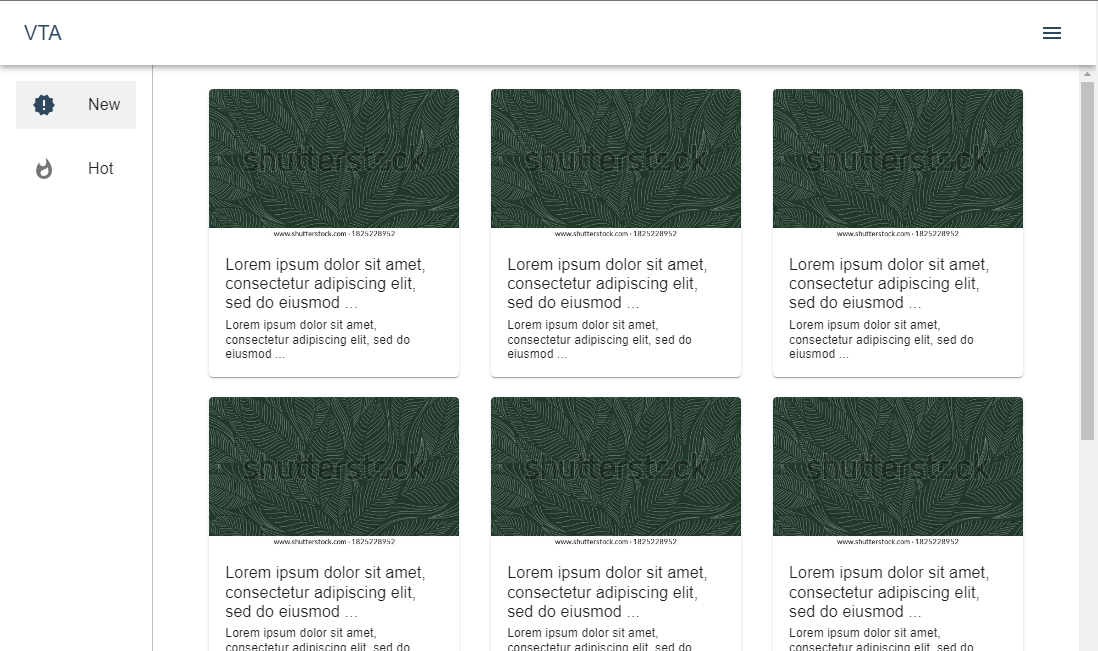 VTA
New
Hot
shutterstock shutterstock shutterstock
www.shutterstock.com · 1825228952 www.shutterstock.com · 1825228952 www.shutterstock.com · 1825228952
Lorem ipsum dolor sit amet,
consectetur adipiscing elit,
sed do eiusmod ...
Lorem ipsum dolor sit amet,
consectetur adipiscing elit, sed do
eiusmod ...
Lorem ipsum dolor sit amet,
consectetur adipiscing elit,
sed do eiusmod ...
Lorem ipsum dolor sit amet,
consectetur adipiscing elit, sed do
eiusmod ...
Lorem ipsum dolor sit amet,
consectetur adipiscing elit,
sed do eiusmod ...
Lorem ipsum dolor sit amet,
consectetur adipiscing elit, sed do
eiusmod ...
shutterstock shutterstock shutterstock
www.shutterstock.com · 1825228952 www.shutterstock.com · 1825228952 www.shutterstock.com · 1825228952
Lorem ipsum dolor sit amet,
consectetur adipiscing elit,
sed do eiusmod ...
Lorem ipsum dolor sit amet,
consectetur adipiscing elit, sed do
Lorem ipsum dolor sit amet,
consectetur adipiscing elit,
sed do eiusmod ...
Lorem ipsum dolor sit amet,
consectetur adipiscing elit, sed do
Lorem ipsum dolor sit amet,
consectetur adipiscing elit,
sed do eiusmod ...
Lorem ipsum dolor sit amet,
consectetur adipiscing elit, sed do